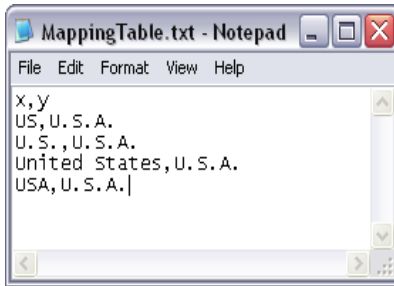 MappingTable.txt - Notepad
File Edit Format View Help
x,y
US,U.S.A.
U.S.,U.S.A.
United States,U.S.A.
USA,U.S.A.